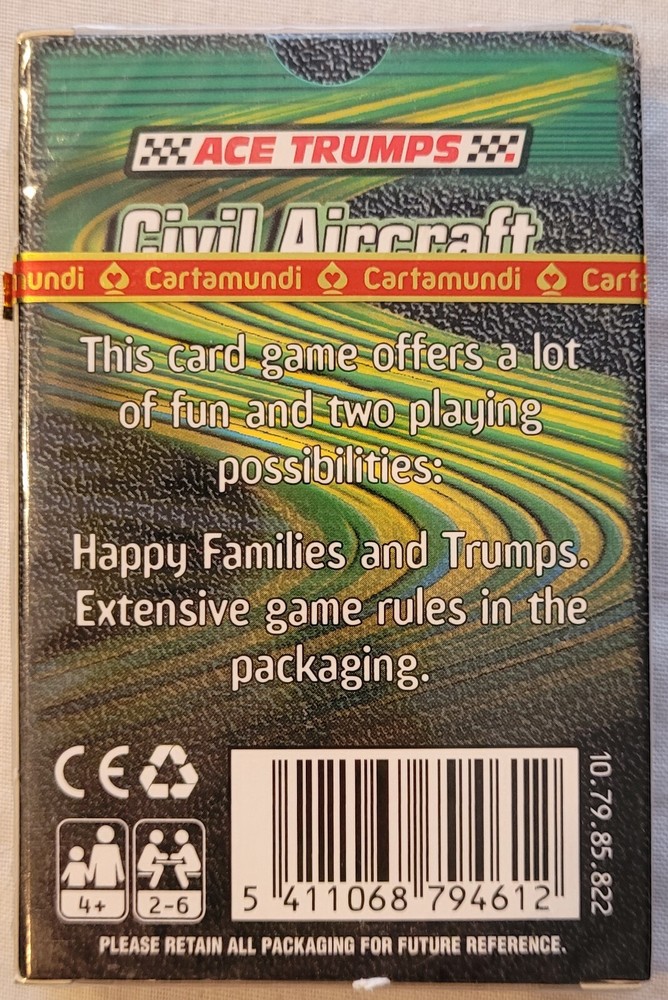 ACE TRUMPS
Civil Aircraft
undi Cartamundi Cartamundi Carta
This card game offers a lot
of fun and two playing
possibilities:
Happy Families and Trumps.
Extensive game rules in the
packaging.
CE
10.79.85.822
4+ 2-6
5 411068 794612
PLEASE RETAIN ALL PACKAGING FOR FUTURE REFERENCE.